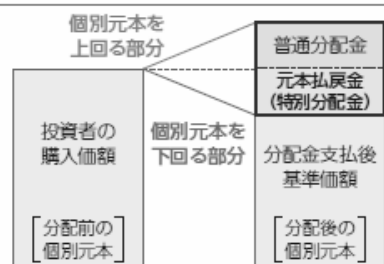 個別元本を
上回る部分
普通分配金
元本払戻金
(特別分配金)
投資者の
購入価額
個別元本を
下回る部分
分配金支払後
基準価額
[分配前の
個別元本]
[分配後の
個別元本]